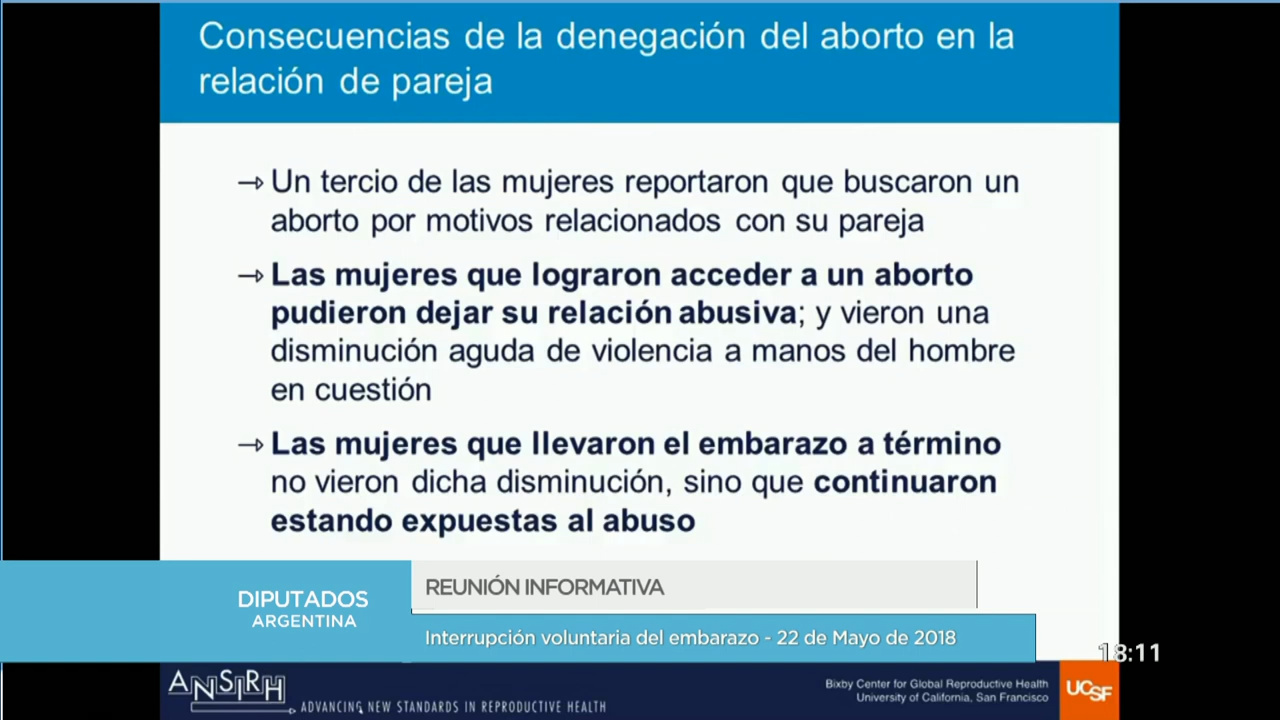 Consecuencias de la denegación del aborto en la
relación de pareja
→ Un tercio de las mujeres reportaron que buscaron un
aborto por motivos relacionados con su pareja
→ Las mujeres que lograron acceder a un aborto
pudieron dejar su relación abusiva; y vieron una
disminución aguda de violencia a manos del hombre
en cuestión
→ Las mujeres que llevaron el embarazo a término
no vieron dicha disminución, sino que continuaron
estando expuestas al abuso
DIPUTADOS
ARGENTINA
REUNIÓN INFORMATIVA
Interrupción voluntaria del embarazo - 22 de Mayo de 2018
18:11
ANSIRH
ADVANCING NEW STANDARDS IN REPRODUCTIVE HEALTH
Bixby Center for Global Reproductive Health
University of California, San Francisco
UCSF